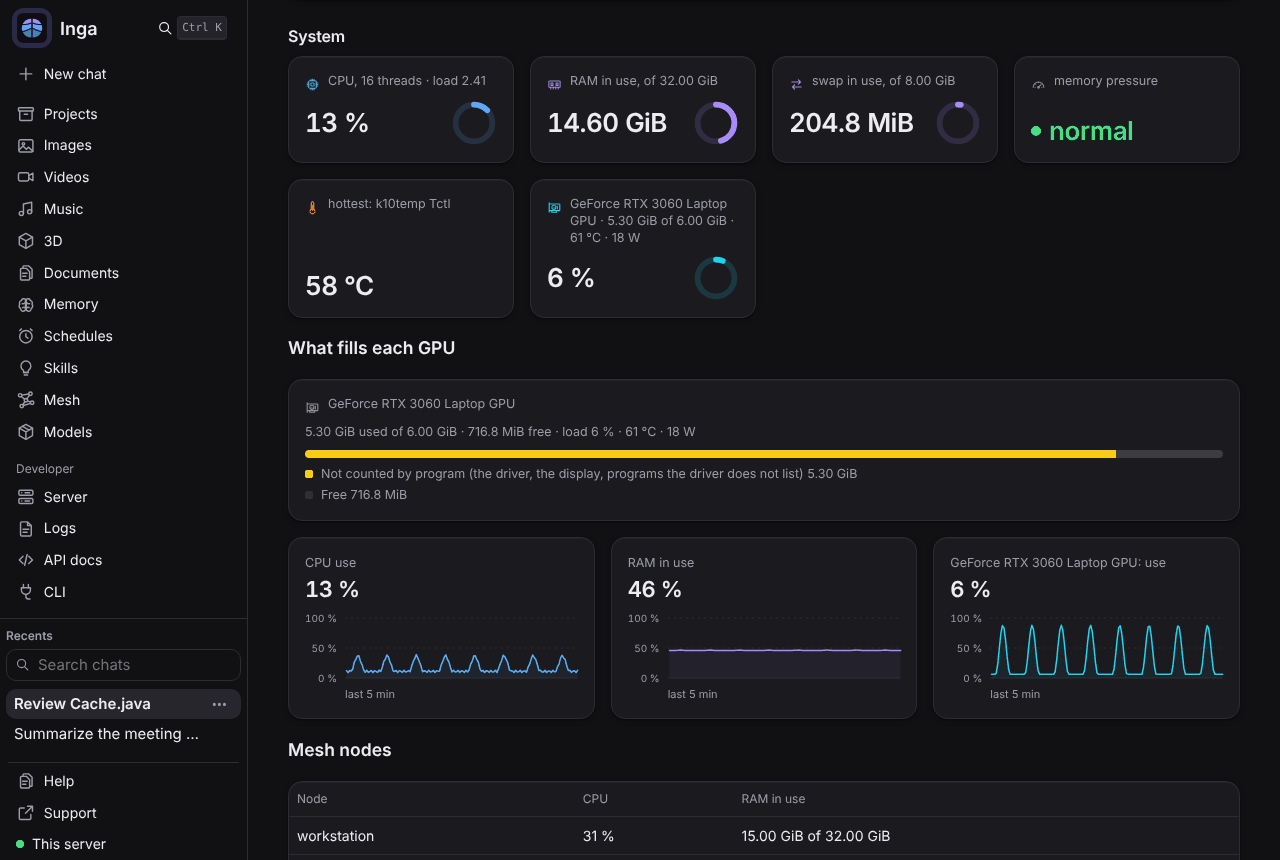 Inga
Ctrl K
New chat
Projects
Images
Videos
Music
3D
Documents
Memory
Schedules
Skills
Mesh
Models
Developer
Server
Logs
API docs
CLI
Recents
Search chats
Review Cache.java
Summarize the meeting ...
Help
Support
This server
System
CPU, 16 threads · load 2.41
13 %
RAM in use, of 32.00 GiB
14.60 GiB
swap in use, of 8.00 GiB
204.8 MiB
memory pressure
normal
hottest: k10temp Tctl
58 °C
GeForce RTX 3060 Laptop
GPU · 5.30 GiB of 6.00 GiB ·
61 °C · 18 W
6 %
What fills each GPU
GeForce RTX 3060 Laptop GPU
5.30 GiB used of 6.00 GiB · 716.8 MiB free · load 6 % · 61 °C · 18 W
Not counted by program (the driver, the display, programs the driver does not list) 5.30 GiB
Free 716.8 MiB
CPU use
13 %
100 %
50 %
0 %
last 5 min
RAM in use
46 %
100 %
50 %
0 %
last 5 min
GeForce RTX 3060 Laptop GPU: use
6 %
100 %
50 %
0 %
last 5 min
Mesh nodes
Node CPU RAM in use
workstation 31 % 15.00 GiB of 32.00 GiB